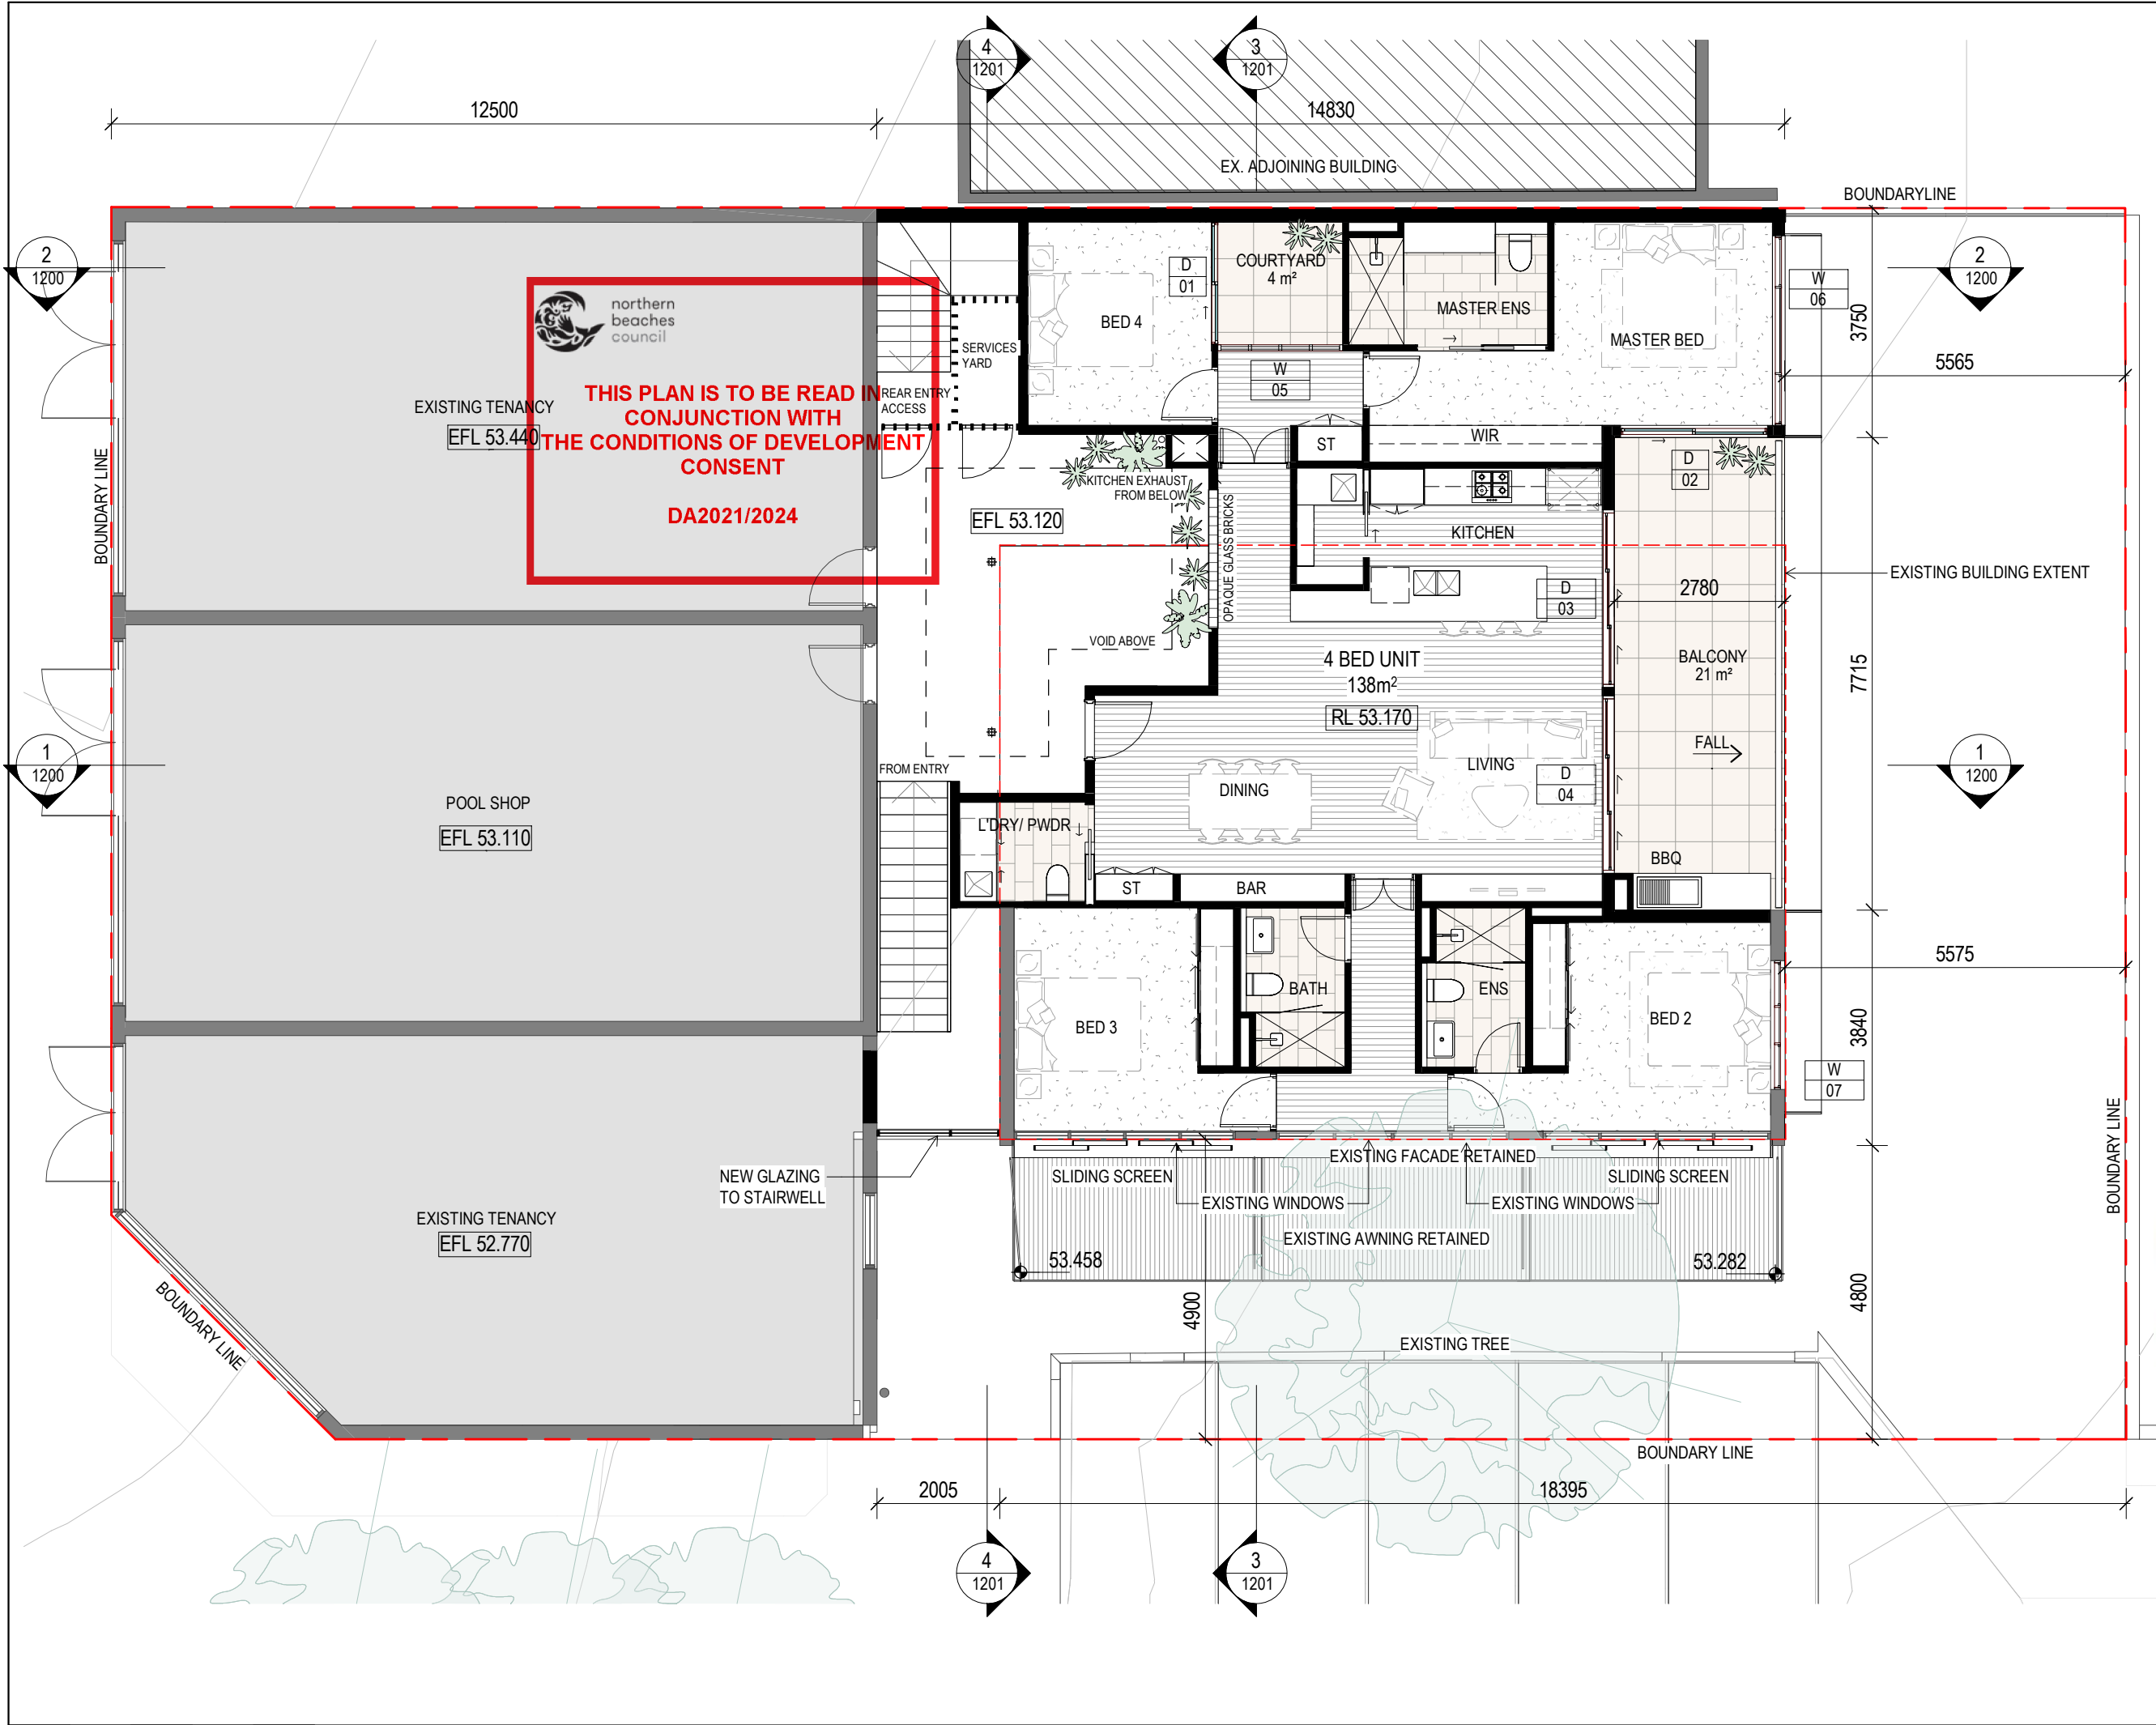 4
1201
3
1201
12500
14830
EX. ADJOINING BUILDING
BOUNDARYLINE
2
1200
2
1200
northern
beaches
council
THIS PLAN IS TO BE READ IN
CONJUNCTION WITH
THE CONDITIONS OF DEVELOPMENT
CONSENT
DA2021/2024
EXISTING TENANCY
EFL 53.440
BOUNDARY LINE
SERVICES
YARD
REAR ENTRY
ACCESS
BED 4
D
01
COURTYARD
4 m²
W
05
MASTER ENS
MASTER BED
W
06
3750
5565
ST
WIR
D
02
KITCHEN EXHAUST
FROM BELOW
EFL 53.120
OPAQUE GLASS BRICKS
KITCHEN
EXISTING BUILDING EXTENT
D
03
2780
VOID ABOVE
4 BED UNIT
138m²
RL 53.170
BALCONY
21 m²
7715
FALL
1
1200
1
1200
FROM ENTRY
LIVING
D
04
DINING
POOL SHOP
EFL 53.110
L'DRY/ PWDR
BBQ
ST
BAR
5575
BATH
ENS
BED 3
BED 2
3840
W
07
BOUNDARY LINE
NEW GLAZING
TO STAIRWELL
EXISTING FACADE RETAINED
SLIDING SCREEN
SLIDING SCREEN
EXISTING WINDOWS
EXISTING WINDOWS
EXISTING AWNING RETAINED
EXISTING TENANCY
EFL 52.770
53.458
53.282
BOUNDARY LINE
4900
4800
EXISTING TREE
BOUNDARY LINE
2005
18395
4
1201
3
1201